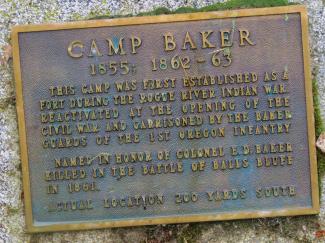 CAMP BAKER
1855; 1862-63
THIS CAMP WAS FIRST ESTABLISHED AS A
FORT DURING THE ROGUE RIVER INDIAN WAR.
REACTIVATED AT THE OPENING OF THE
CIVIL WAR AND GARRISONED BY THE BAKER
GUARDS OF THE 1ST OREGON INFANTRY
NAMED IN HONOR OF COLONEL E.D. BAKER
KILLED IN THE BATTLE OF BALLS BLUFF
IN 1861.
ACTUAL LOCATION 200 YARDS SOUTH